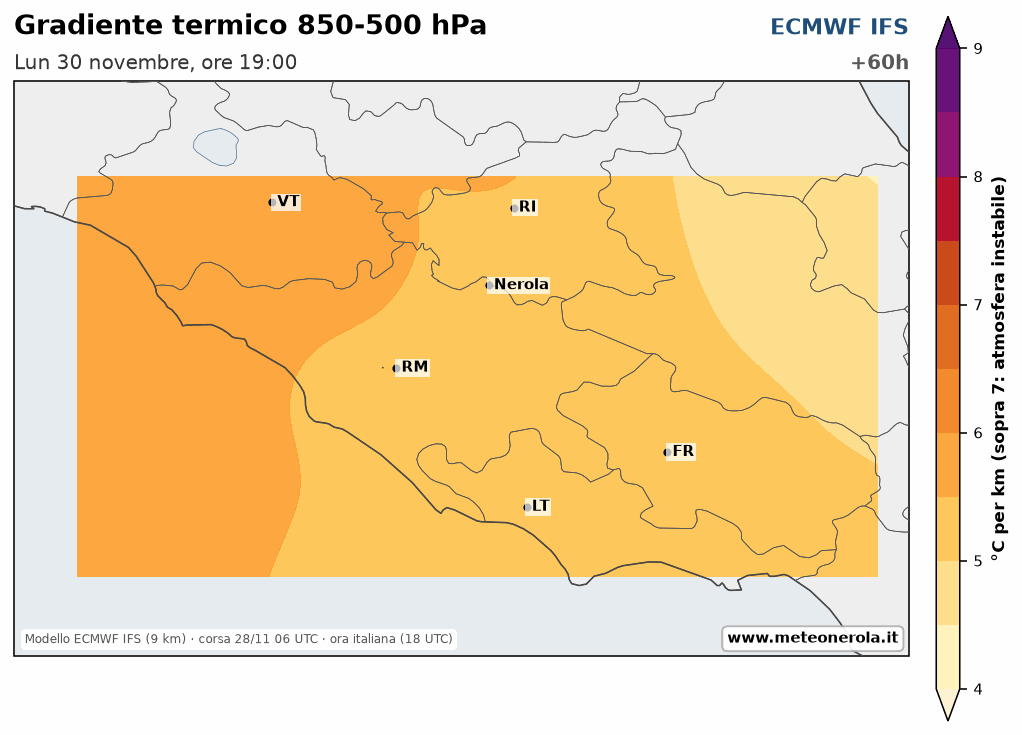 Gradiente termico 850-500 hPa
ECMWF IFS
Lun 30 novembre, ore 19:00
+60h
VT
RI
Nerola
RM
FR
LT
Modello ECMWF IFS (9 km) · corsa 28/11 06 UTC · ora italiana (18 UTC)
www.meteonerola.it
9
8
7
6
5
4
°C per km (sopra 7: atmosfera instabile)